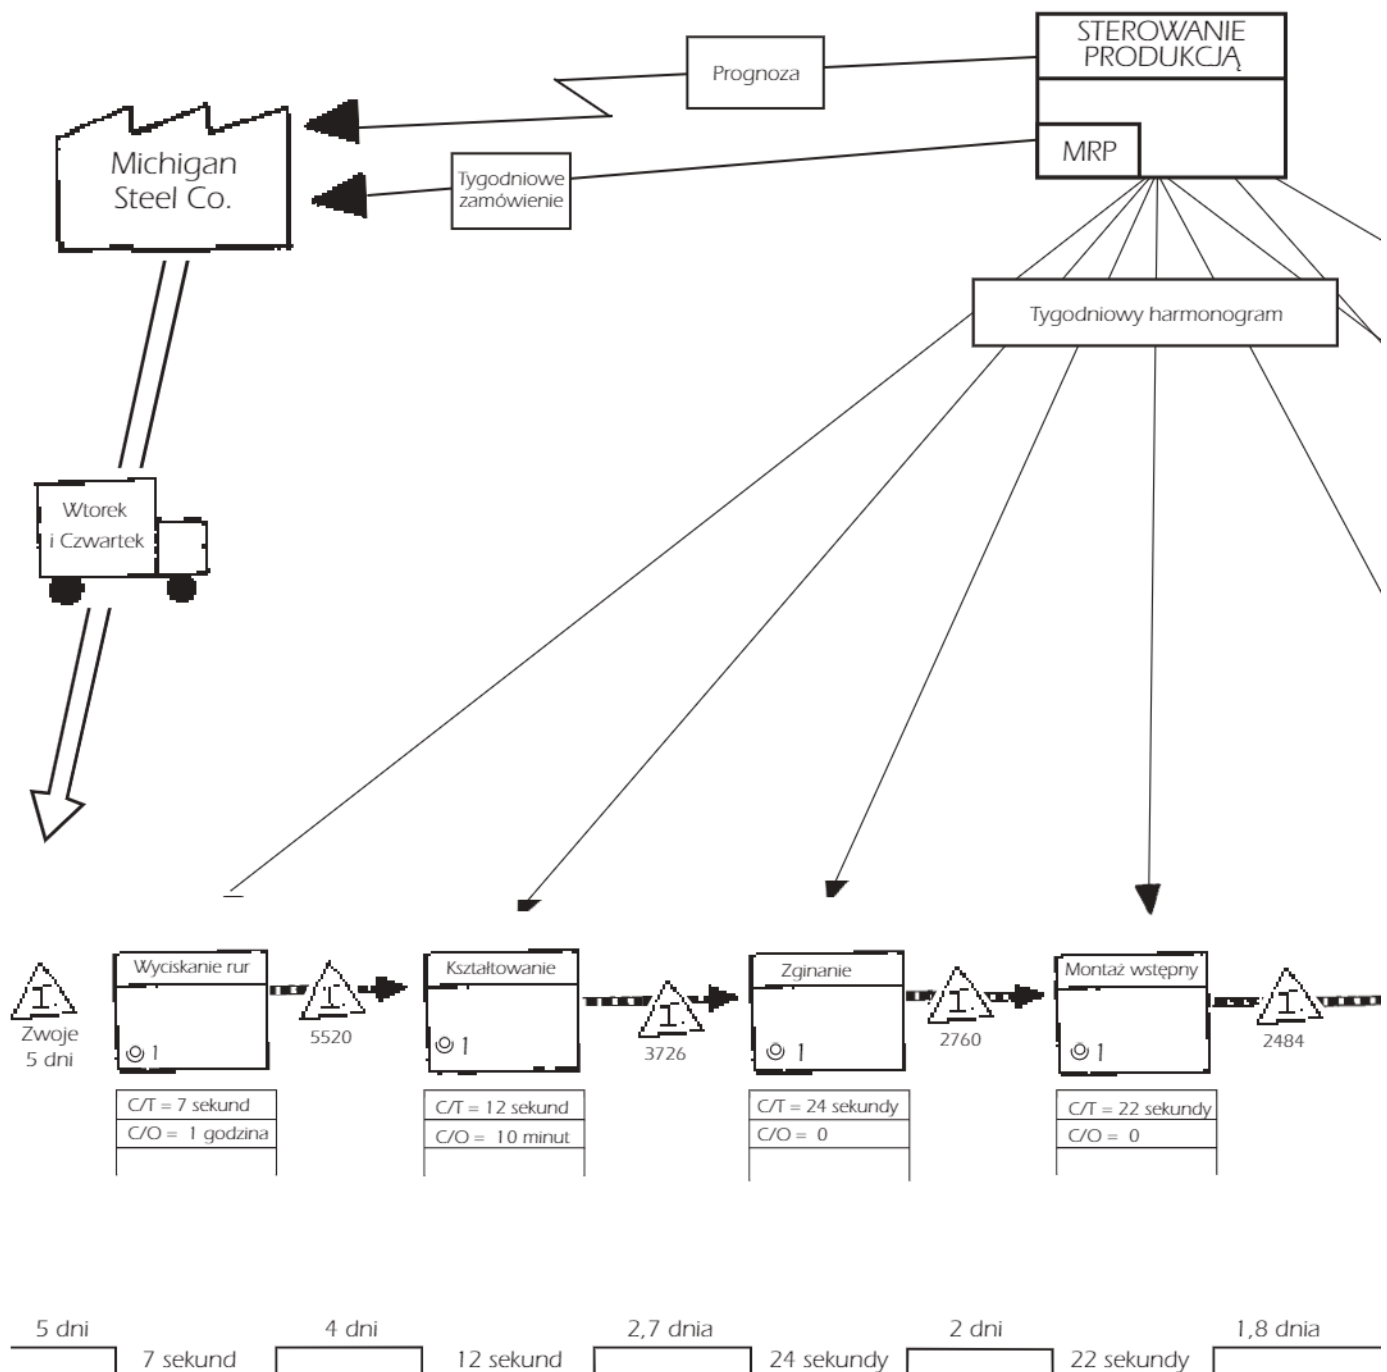 STEROWANIE
PRODUKCJĄ
Prognoza
MRP
Michigan
Steel Co.
Tygodniowe
zamówienie
Tygodniowy harmonogram
Wtorek
i Czwartek
Wyciskanie rur
Kształtowanie
Zginanie
Montaż wstępny
I
I
I
I
I
Zwoje
5 dni
1
5520
1
3726
1
2760
1
2484
C/T = 7 sekund
C/O = 1 godzina
C/T = 12 sekund
C/O = 10 minut
C/T = 24 sekundy
C/O = 0
C/T = 22 sekundy
C/O = 0
5 dni
4 dni
2,7 dnia
2 dni
1,8 dnia
7 sekund
12 sekund
24 sekundy
22 sekundy